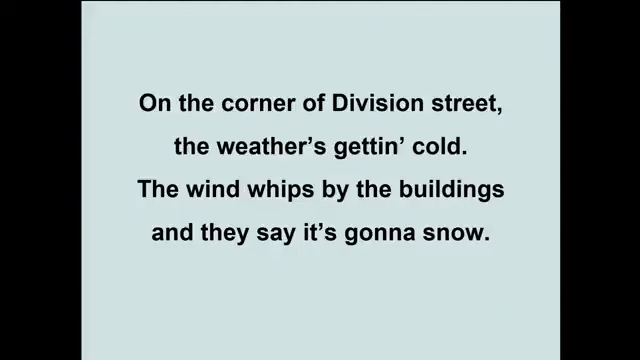 On the corner of Division street,
the weather’s gettin’ cold.
The wind whips by the buildings
and they say it’s gonna snow.